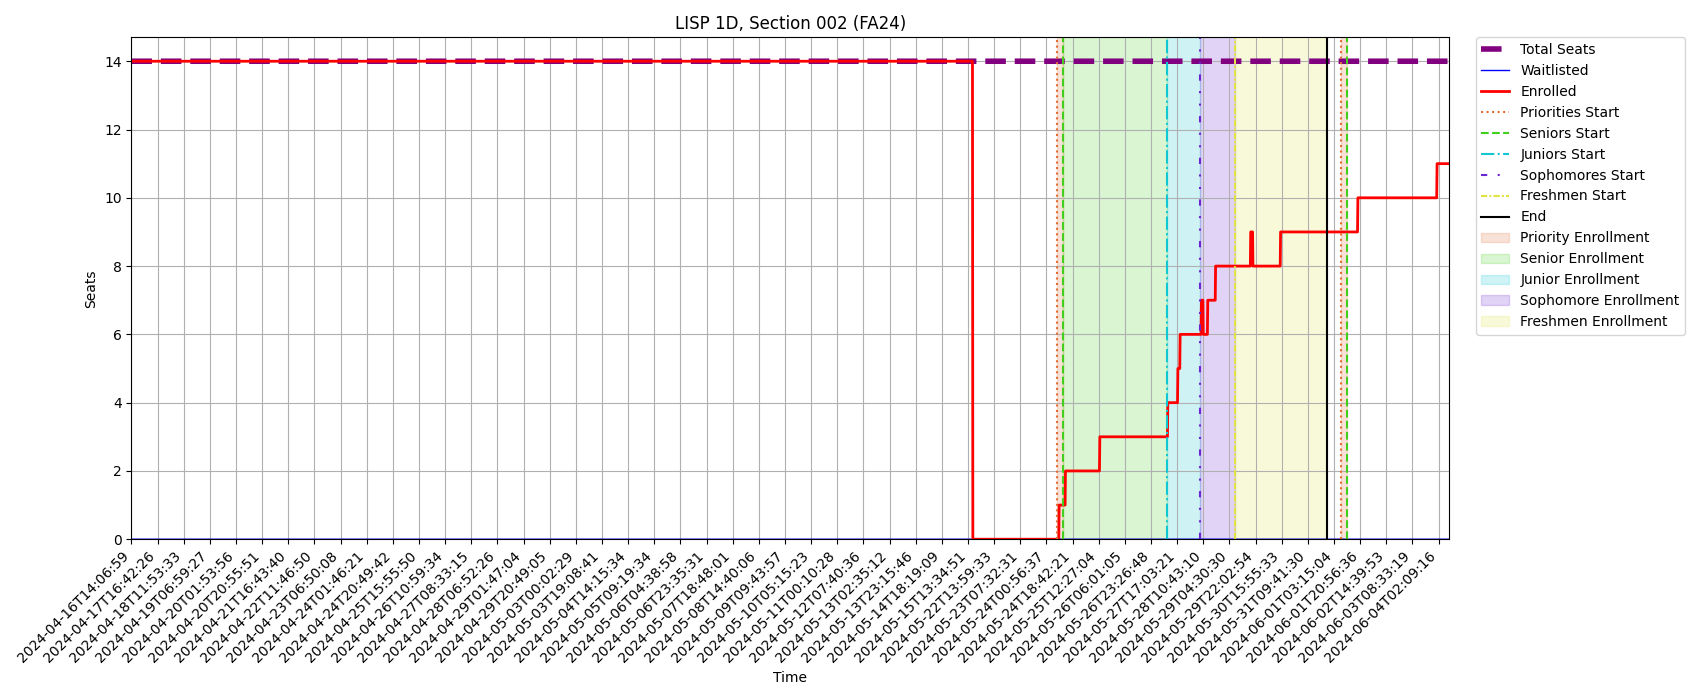 LISP 1D, Section 002 (FA24)
14
12
10
8
6
4
2
0
Seats
2024-04-16T14:06:59
2024-04-17T16:42:26
2024-04-18T11:53:33
2024-04-19T06:59:27
2024-04-20T01:53:56
2024-04-20T20:55:51
2024-04-21T16:43:40
2024-04-22T11:46:50
2024-04-23T06:50:08
2024-04-24T01:46:21
2024-04-24T20:49:42
2024-04-25T15:55:50
2024-04-26T10:59:34
2024-04-27T08:33:15
2024-04-28T06:52:26
2024-04-29T01:47:04
2024-04-29T20:49:05
2024-05-03T00:02:29
2024-05-03T19:08:41
2024-05-04T14:15:34
2024-05-05T09:19:34
2024-05-06T04:38:58
2024-05-06T23:35:31
2024-05-07T18:48:01
2024-05-08T14:40:06
2024-05-09T09:43:57
2024-05-10T05:15:23
2024-05-11T00:10:28
2024-05-12T07:40:36
2024-05-13T02:35:12
2024-05-13T23:15:46
2024-05-14T18:19:09
2024-05-15T13:34:51
2024-05-22T13:59:33
2024-05-23T07:32:31
2024-05-24T00:56:37
2024-05-24T18:42:21
2024-05-25T12:27:04
2024-05-26T06:01:05
2024-05-26T23:26:48
2024-05-27T17:03:21
2024-05-28T10:43:10
2024-05-29T04:30:30
2024-05-29T22:02:54
2024-05-30T15:55:33
2024-05-31T09:41:30
2024-06-01T03:15:04
2024-06-01T20:56:36
2024-06-02T14:39:53
2024-06-03T08:33:19
2024-06-04T02:09:16
Time
Total Seats
Waitlisted
Enrolled
Priorities Start
Seniors Start
Juniors Start
Sophomores Start
Freshmen Start
End
Priority Enrollment
Senior Enrollment
Junior Enrollment
Sophomore Enrollment
Freshmen Enrollment